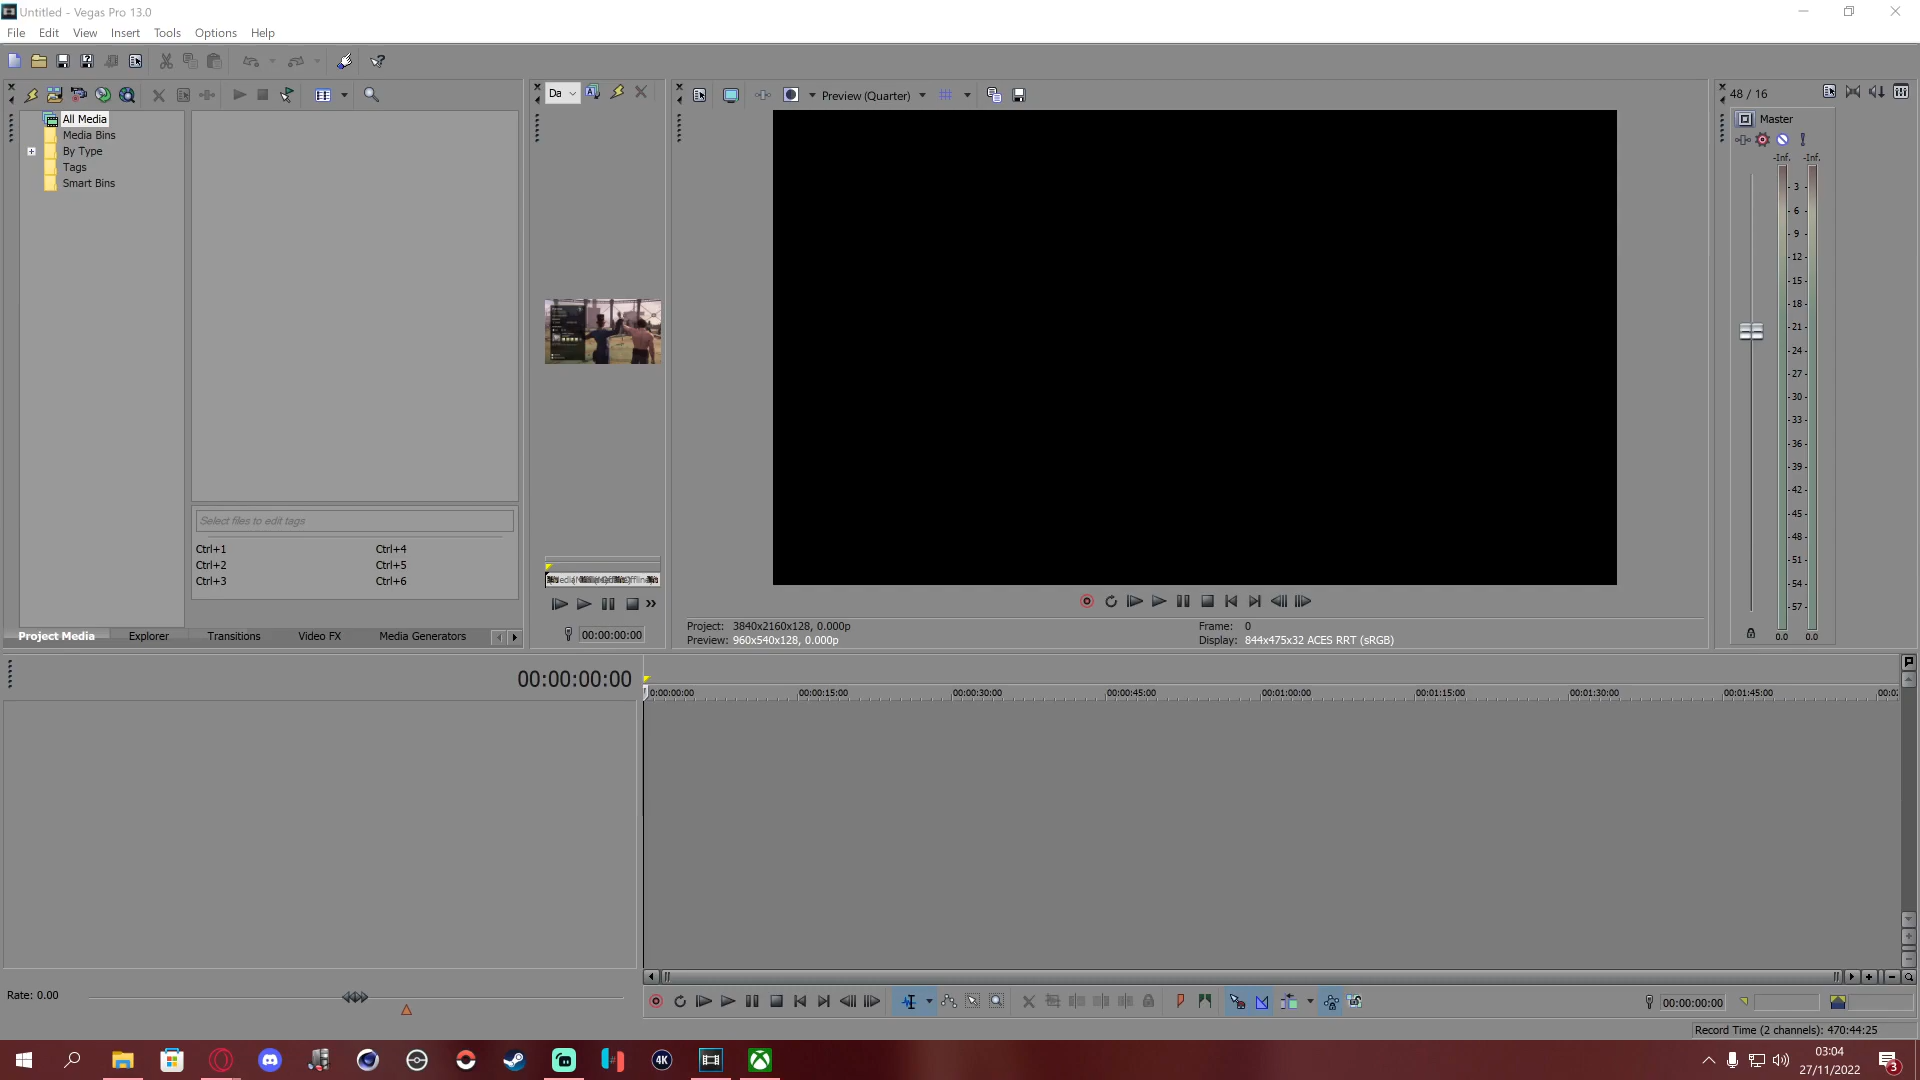 Untitled - Vegas Pro 13.0
File Edit View Insert Tools Options Help
Da
Preview (Quarter)
48 / 16
All Media
Media Bins
By Type
Tags
Smart Bins
Master
-Inf. -Inf.
- 3 -
- 6 -
- 9 -
- 12 -
- 15 -
- 18 -
- 21 -
- 24 -
- 27 -
- 30 -
- 33 -
- 36 -
- 39 -
- 42 -
- 45 -
- 48 -
- 51 -
- 54 -
- 57 -
0.0 0.0
Select files to edit tags
Ctrl+1 Ctrl+4
Ctrl+2 Ctrl+5
Ctrl+3 Ctrl+6
Project Media Explorer Transitions Video FX Media Generators
00:00:00:00
Project: 3840x2160x128, 0.000p
Preview: 960x540x128, 0.000p
Frame: 0
Display: 844x475x32 ACES RRT (sRGB)
00:00:00:00
0:00:00:00 00:00:15:00 00:00:30:00 00:00:45:00 00:01:00:00 00:01:15:00 00:01:30:00 00:01:45:00 00:0
Rate: 0.00
00:00:00:00
Record Time (2 channels): 470:44:25
4K
03:04
27/11/2022
3